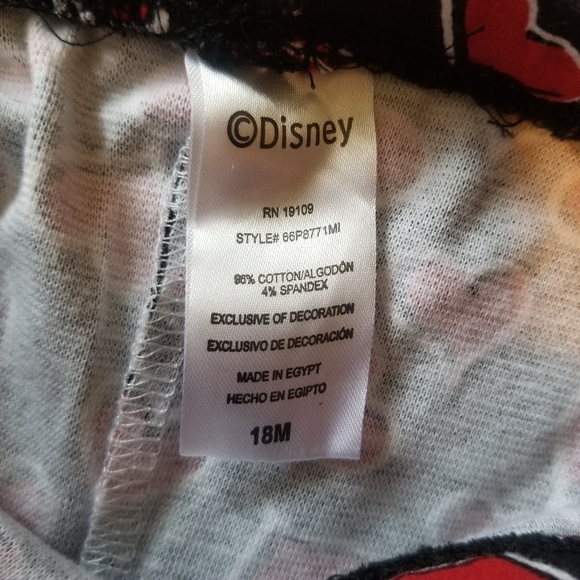 ©Disney
RN 19109
STYLE# 66P8771MI
96% COTTON/ALGODÓN
4% SPANDEX
EXCLUSIVE OF DECORATION
EXCLUSIVO DE DECORACIÓN
MADE IN EGYPT
HECHO EN EGIPTO
18M